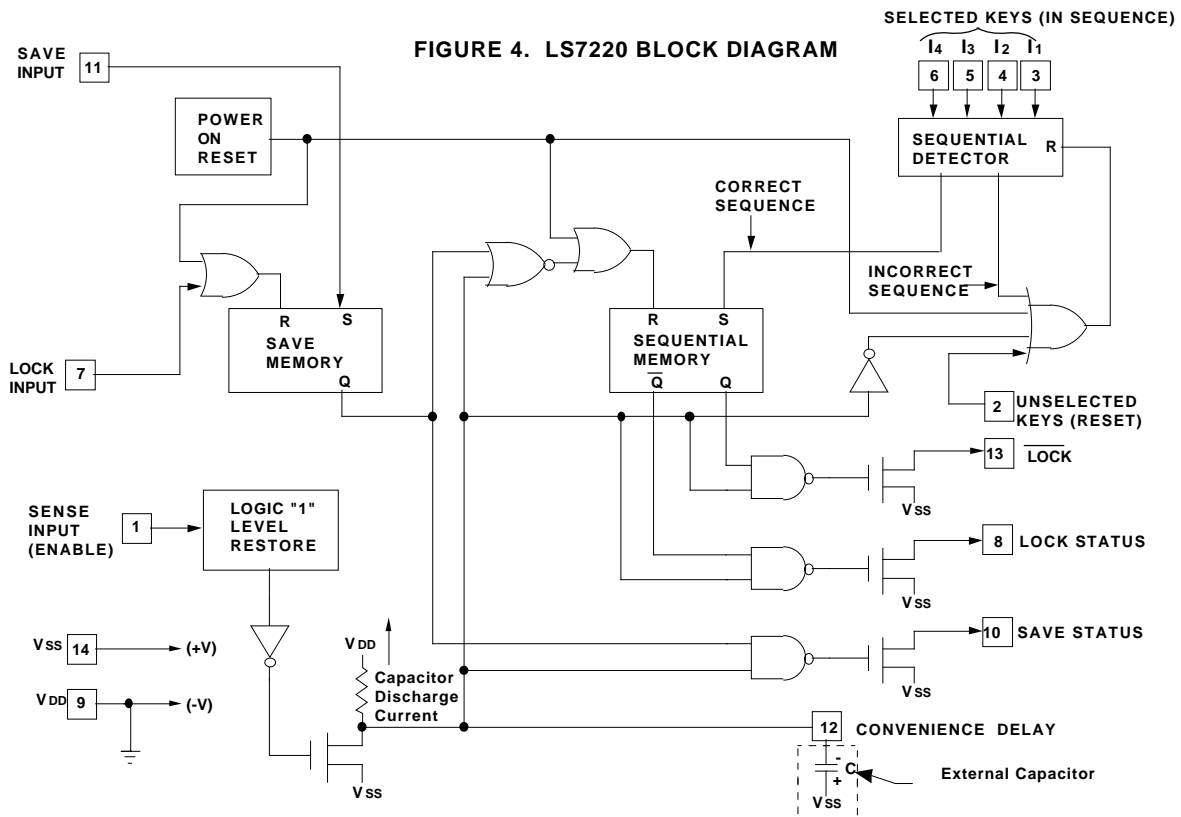 FIGURE 4. LS7220 BLOCK DIAGRAM
SELECTED KEYS (IN SEQUENCE)
I4 I3 I2 I1
6 5 4 3
SAVE
INPUT
11
POWER
ON
RESET
SEQUENTIAL
DETECTOR
R
CORRECT
SEQUENCE
INCORRECT
SEQUENCE
R S
SAVE
MEMORY
Q
R S
SEQUENTIAL
MEMORY
Q̅ Q
LOCK
INPUT
7
2
UNSELECTED
KEYS (RESET)
13
L̅O̅C̅K̅
VSS
SENSE
INPUT
(ENABLE)
1
LOGIC "1"
LEVEL
RESTORE
8
LOCK STATUS
VSS
10
SAVE STATUS
VSS
VSS 14 (+V)
VDD 9 (-V)
VDD
Capacitor
Discharge
Current
VSS
12
CONVENIENCE DELAY
-
C
+
VSS
External Capacitor